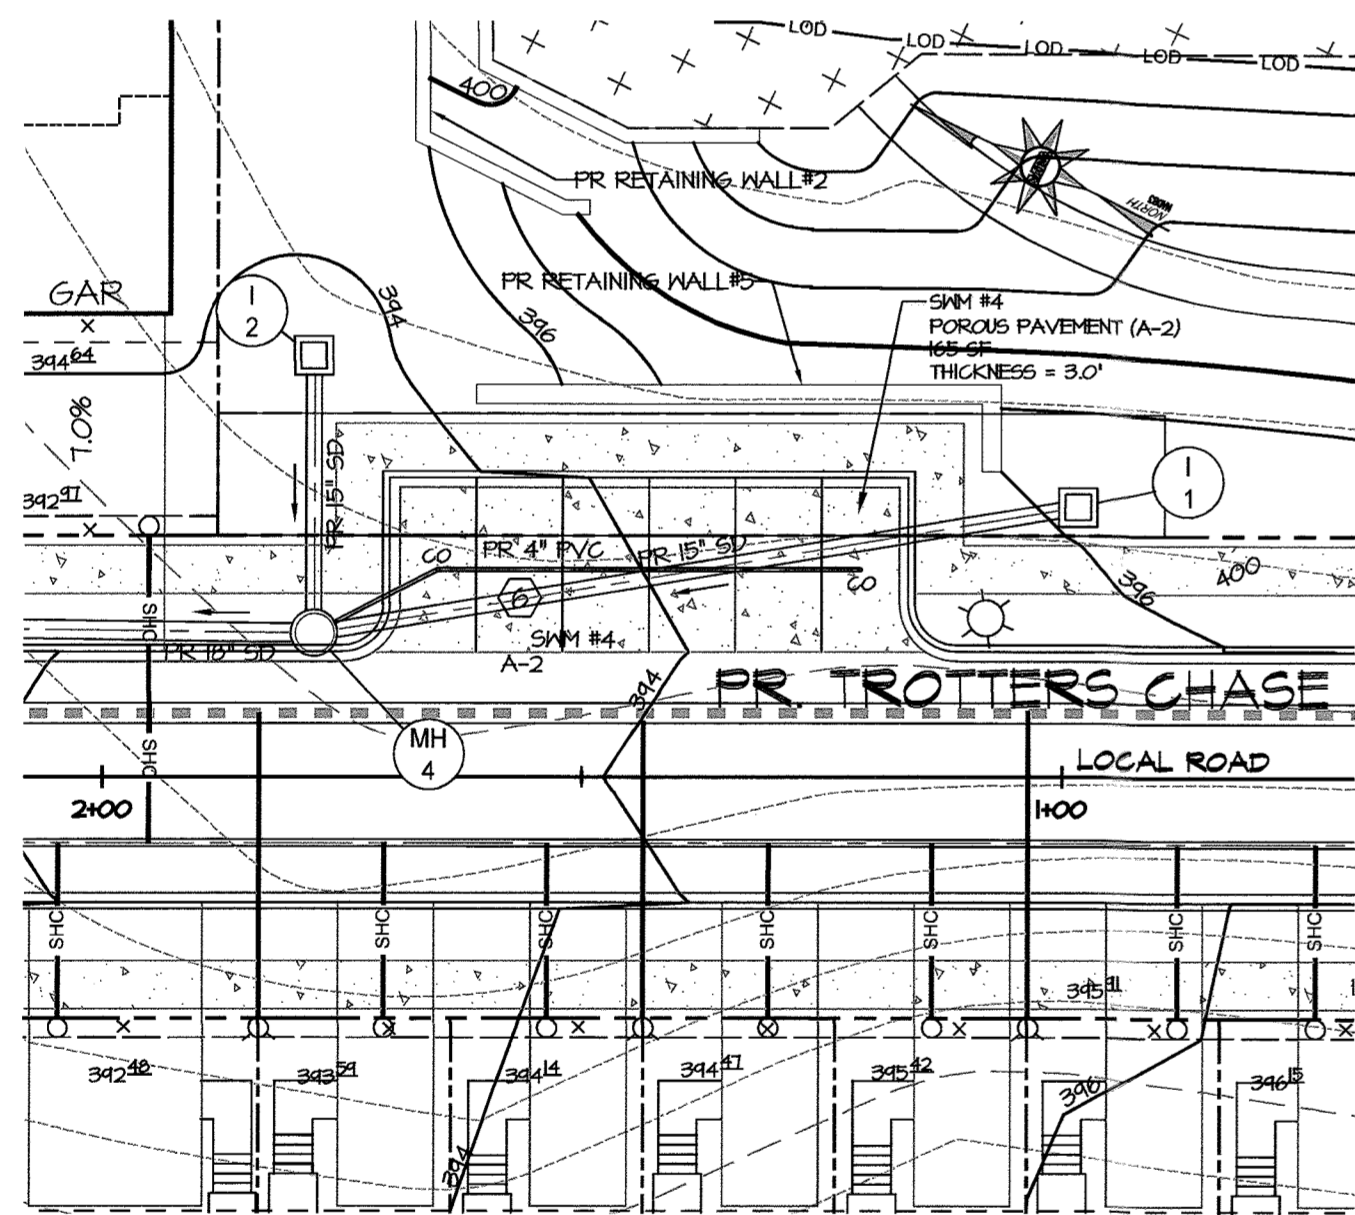 LOD LOD LOD LOD LOD
400
PR RETAINING WALL#2
NORTH
GAR
I
2
394
PR RETAINING WALL#5
396
SWM #4
POROUS PAVEMENT (A-2)
165 SF
THICKNESS = 3.0'
394 64
7.0%
PR 15" SD
I
1
392 97
CO
PR 4" PVC
PR 15" SD
CO
6
396
400
SHC
SWM #4
A-2
PR 18" SD
394
PR. TROTTERS CHASE
MH
4
SHC
LOCAL ROAD
2+00
1+00
SHC SHC SHC SHC SHC SHC SHC
395 91
392 48
393 59
394 14
394 47
395 42
396
396 15
394